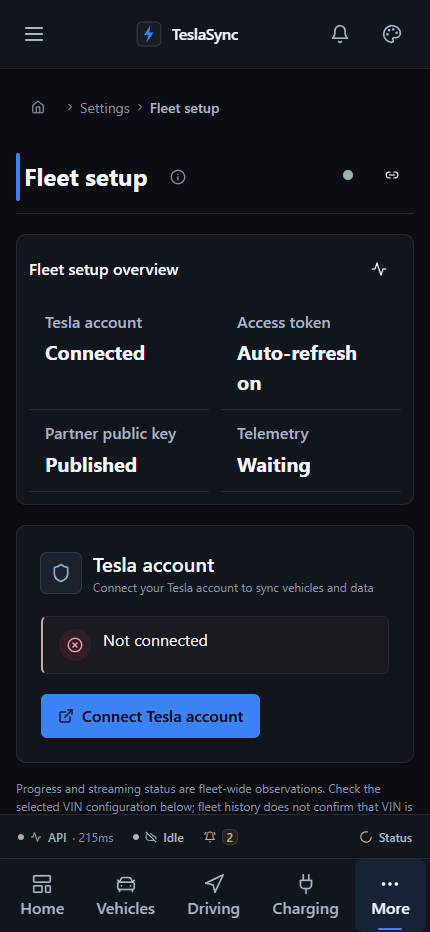 TeslaSync
Settings Fleet setup
Fleet setup
Fleet setup overview
Tesla account
Connected
Access token
Auto-refresh
on
Partner public key
Published
Telemetry
Waiting
Tesla account
Connect your Tesla account to sync vehicles and data
Not connected
Connect Tesla account
Progress and streaming status are fleet-wide observations. Check the
selected VIN configuration below; fleet history does not confirm that VIN is
API · 215ms Idle 2 Status
Home Vehicles Driving Charging More